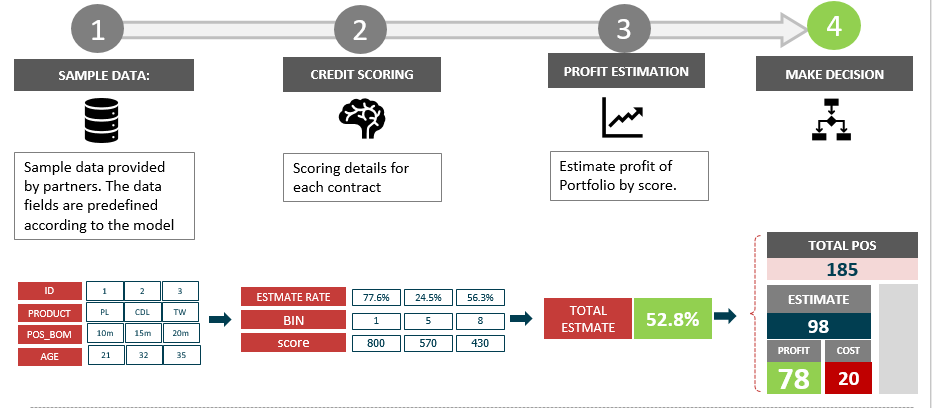 1
2
3
4
SAMPLE DATA:
CREDIT SCORING
PROFIT ESTIMATION
MAKE DECISION
Sample data provided
by partners. The data
fields are predefined
according to the model
Scoring details for
each contract
Estimate profit of
Portfolio by score.
ID 1 2 3
PRODUCT PL CDL TW
POS_BOM 10m 15m 20m
AGE 21 32 35
ESTMATE RATE 77.6% 24.5% 56.3%
BIN 1 5 8
score 800 570 430
TOTAL
ESTMATE
52.8%
TOTAL POS
185
ESTIMATE
98
PROFIT COST
78 20